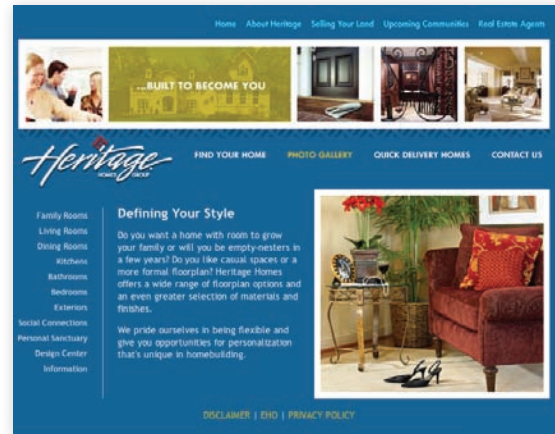 Home About Heritage Selling Your Land Upcoming Communities Real Estate Agents
...BUILT TO BECOME YOU
Heritage
HOMES GROUP
FIND YOUR HOME PHOTO GALLERY QUICK DELIVERY HOMES CONTACT US
Family Rooms
Living Rooms
Dining Rooms
Kitchens
Bathrooms
Bedrooms
Exteriors
Social Connections
Personal Sanctuary
Design Center
Information
Defining Your Style
Do you want a home with room to grow
your family or will you be empty-nesters in
a few years? Do you like casual spaces or a
more formal floorplan? Heritage Homes
offers a wide range of floorplan options and
an even greater selection of materials and
finishes.
We pride ourselves in being flexible and
give you opportunities for personalization
that's unique in homebuilding.
DISCLAIMER | EHO | PRIVACY POLICY